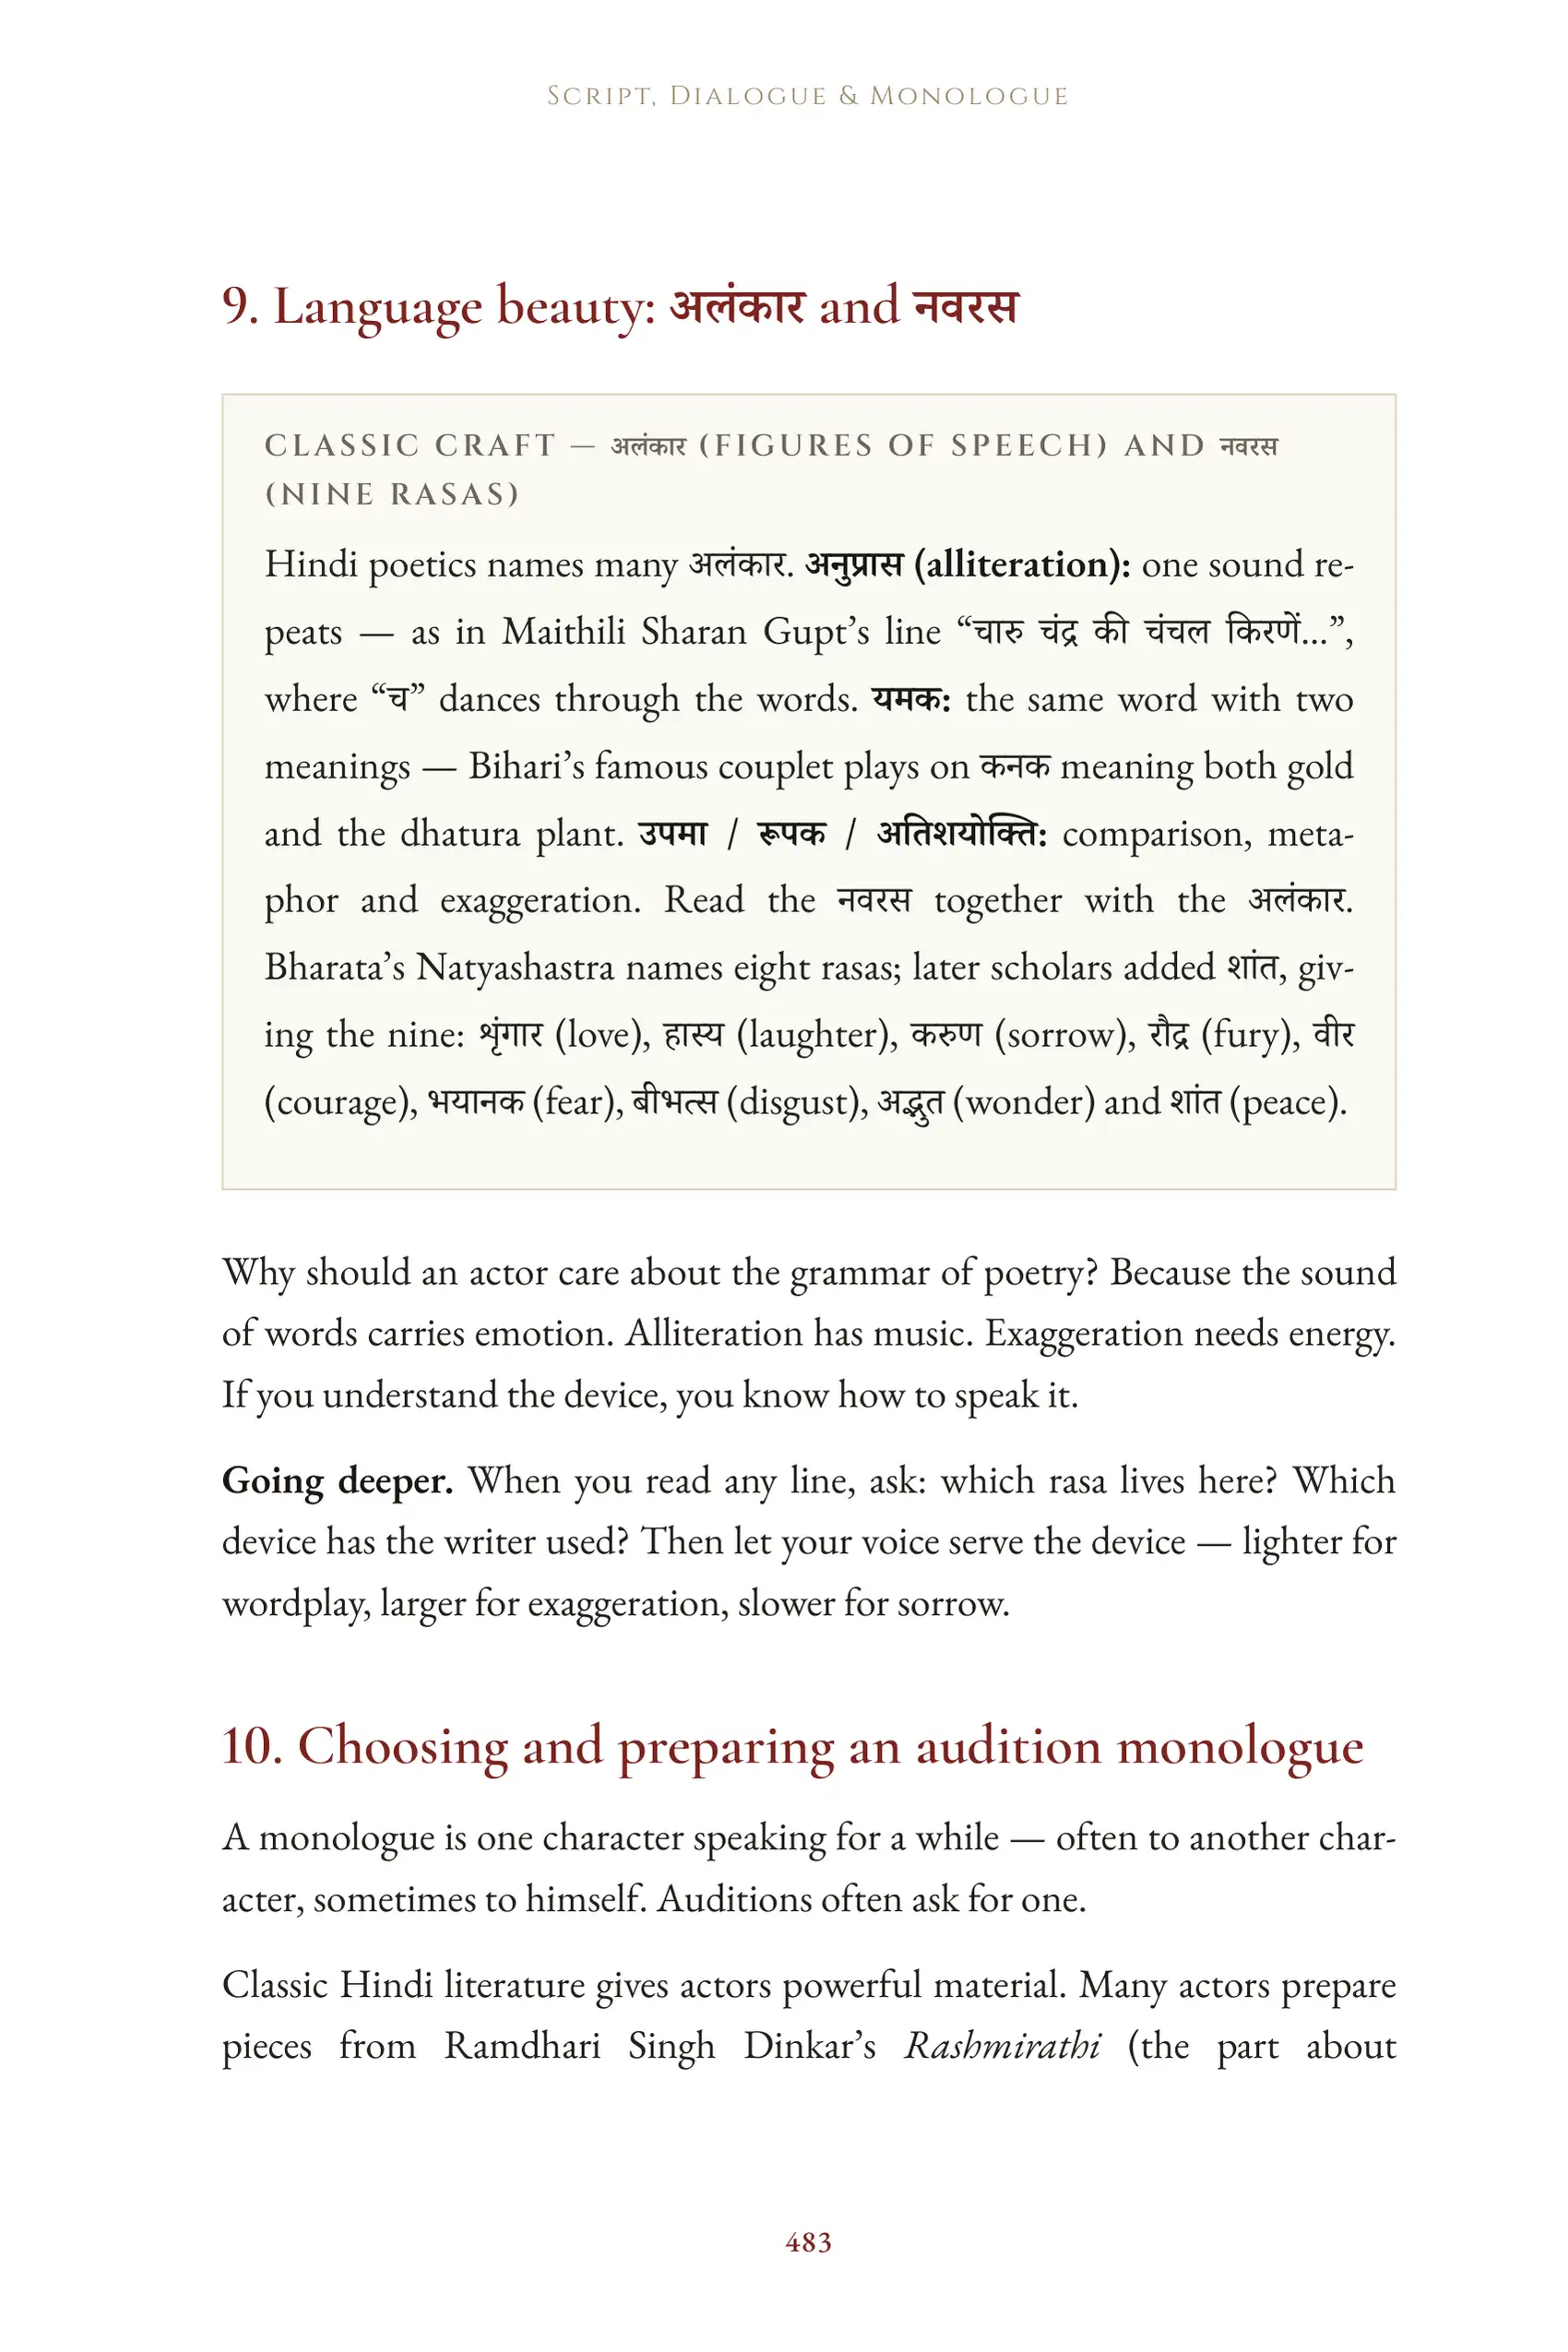 Script, Dialogue & Monologue
9. Language beauty: अलंकार and नवरस
CLASSIC CRAFT — अलंकार (FIGURES OF SPEECH) AND नवरस
(NINE RASAS)
Hindi poetics names many अलंकार. अनुप्रास (alliteration): one sound re-
peats — as in Maithili Sharan Gupt’s line “चारु चंद्र की चंचल किरणें...”,
where “च” dances through the words. यमक: the same word with two
meanings — Bihari’s famous couplet plays on कनक meaning both gold
and the dhatura plant. उपमा / रूपक / अतिशयोक्ति: comparison, meta-
phor and exaggeration. Read the नवरस together with the अलंकार.
Bharata’s Natyashastra names eight rasas; later scholars added शांत, giv-
ing the nine: शृंगार (love), हास्य (laughter), करुण (sorrow), रौद्र (fury), वीर
(courage), भयानक (fear), बीभत्स (disgust), अद्भुत (wonder) and शांत (peace).
Why should an actor care about the grammar of poetry? Because the sound
of words carries emotion. Alliteration has music. Exaggeration needs energy.
If you understand the device, you know how to speak it.
Going deeper. When you read any line, ask: which rasa lives here? Which
device has the writer used? Then let your voice serve the device — lighter for
wordplay, larger for exaggeration, slower for sorrow.
10. Choosing and preparing an audition monologue
A monologue is one character speaking for a while — often to another char-
acter, sometimes to himself. Auditions often ask for one.
Classic Hindi literature gives actors powerful material. Many actors prepare
pieces from Ramdhari Singh Dinkar’s Rashmirathi (the part about
483